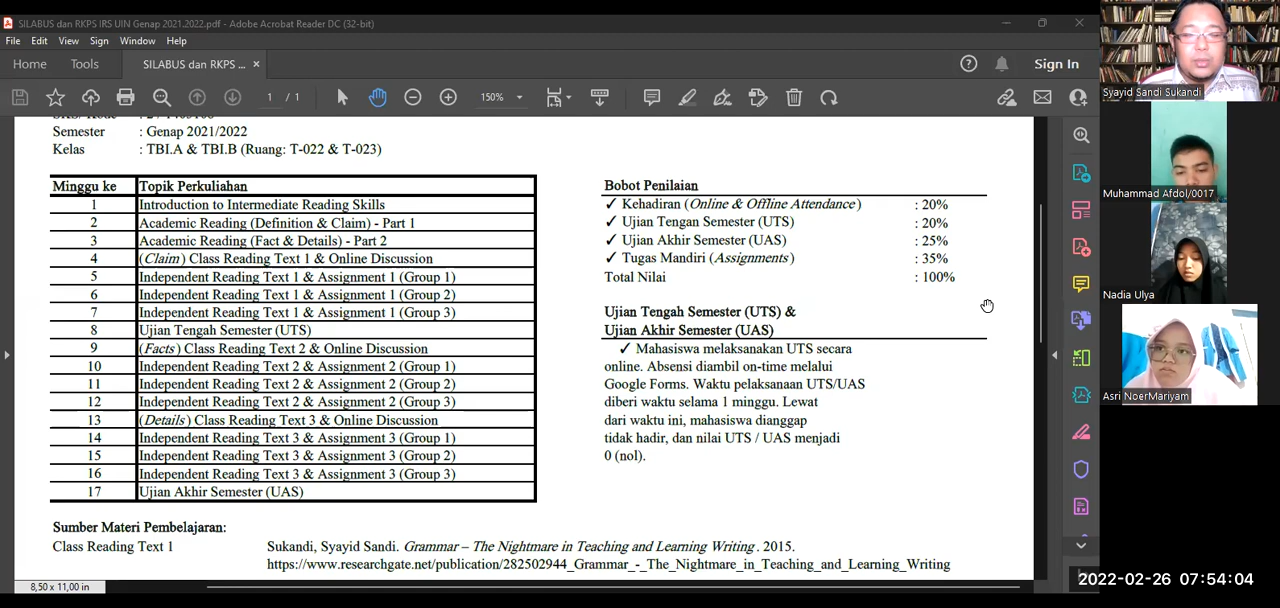 SILABUS dan RKPS IRS UIN Genap 2021.2022.pdf - Adobe Acrobat Reader DC (32-bit)
File Edit View Sign Window Help
Home Tools SILABUS dan RKPS ... × Sign In
1 / 1 150%
Semester : Genap 2021/2022
Kelas : TBI.A & TBI.B (Ruang: T-022 & T-023)
Minggu ke Topik Perkuliahan
1 Introduction to Intermediate Reading Skills
2 Academic Reading (Definition & Claim) - Part 1
3 Academic Reading (Fact & Details) - Part 2
4 (Claim) Class Reading Text 1 & Online Discussion
5 Independent Reading Text 1 & Assignment 1 (Group 1)
6 Independent Reading Text 1 & Assignment 1 (Group 2)
7 Independent Reading Text 1 & Assignment 1 (Group 3)
8 Ujian Tengah Semester (UTS)
9 (Facts) Class Reading Text 2 & Online Discussion
10 Independent Reading Text 2 & Assignment 2 (Group 1)
11 Independent Reading Text 2 & Assignment 2 (Group 2)
12 Independent Reading Text 2 & Assignment 2 (Group 3)
13 (Details) Class Reading Text 3 & Online Discussion
14 Independent Reading Text 3 & Assignment 3 (Group 1)
15 Independent Reading Text 3 & Assignment 3 (Group 2)
16 Independent Reading Text 3 & Assignment 3 (Group 3)
17 Ujian Akhir Semester (UAS)
Bobot Penilaian
✓ Kehadiran (Online & Offline Attendance) : 20%
✓ Ujian Tengan Semester (UTS) : 20%
✓ Ujian Akhir Semester (UAS) : 25%
✓ Tugas Mandiri (Assignments) : 35%
Total Nilai : 100%
Ujian Tengah Semester (UTS) &
Ujian Akhir Semester (UAS)
✓ Mahasiswa melaksanakan UTS secara
online. Absensi diambil on-time melalui
Google Forms. Waktu pelaksanaan UTS/UAS
diberi waktu selama 1 minggu. Lewat
dari waktu ini, mahasiswa dianggap
tidak hadir, dan nilai UTS / UAS menjadi
0 (nol).
Sumber Materi Pembelajaran:
Class Reading Text 1 Sukandi, Syayid Sandi. Grammar – The Nightmare in Teaching and Learning Writing. 2015.
https://www.researchgate.net/publication/282502944_Grammar_-_The_Nightmare_in_Teaching_and_Learning_Writing
8,50 x 11,00 in
Syayid Sandi Sukandi
Muhammad Afdol/0017
Nadia Ulya
Asri NoerMariyam
2022-02-26 07:54:04